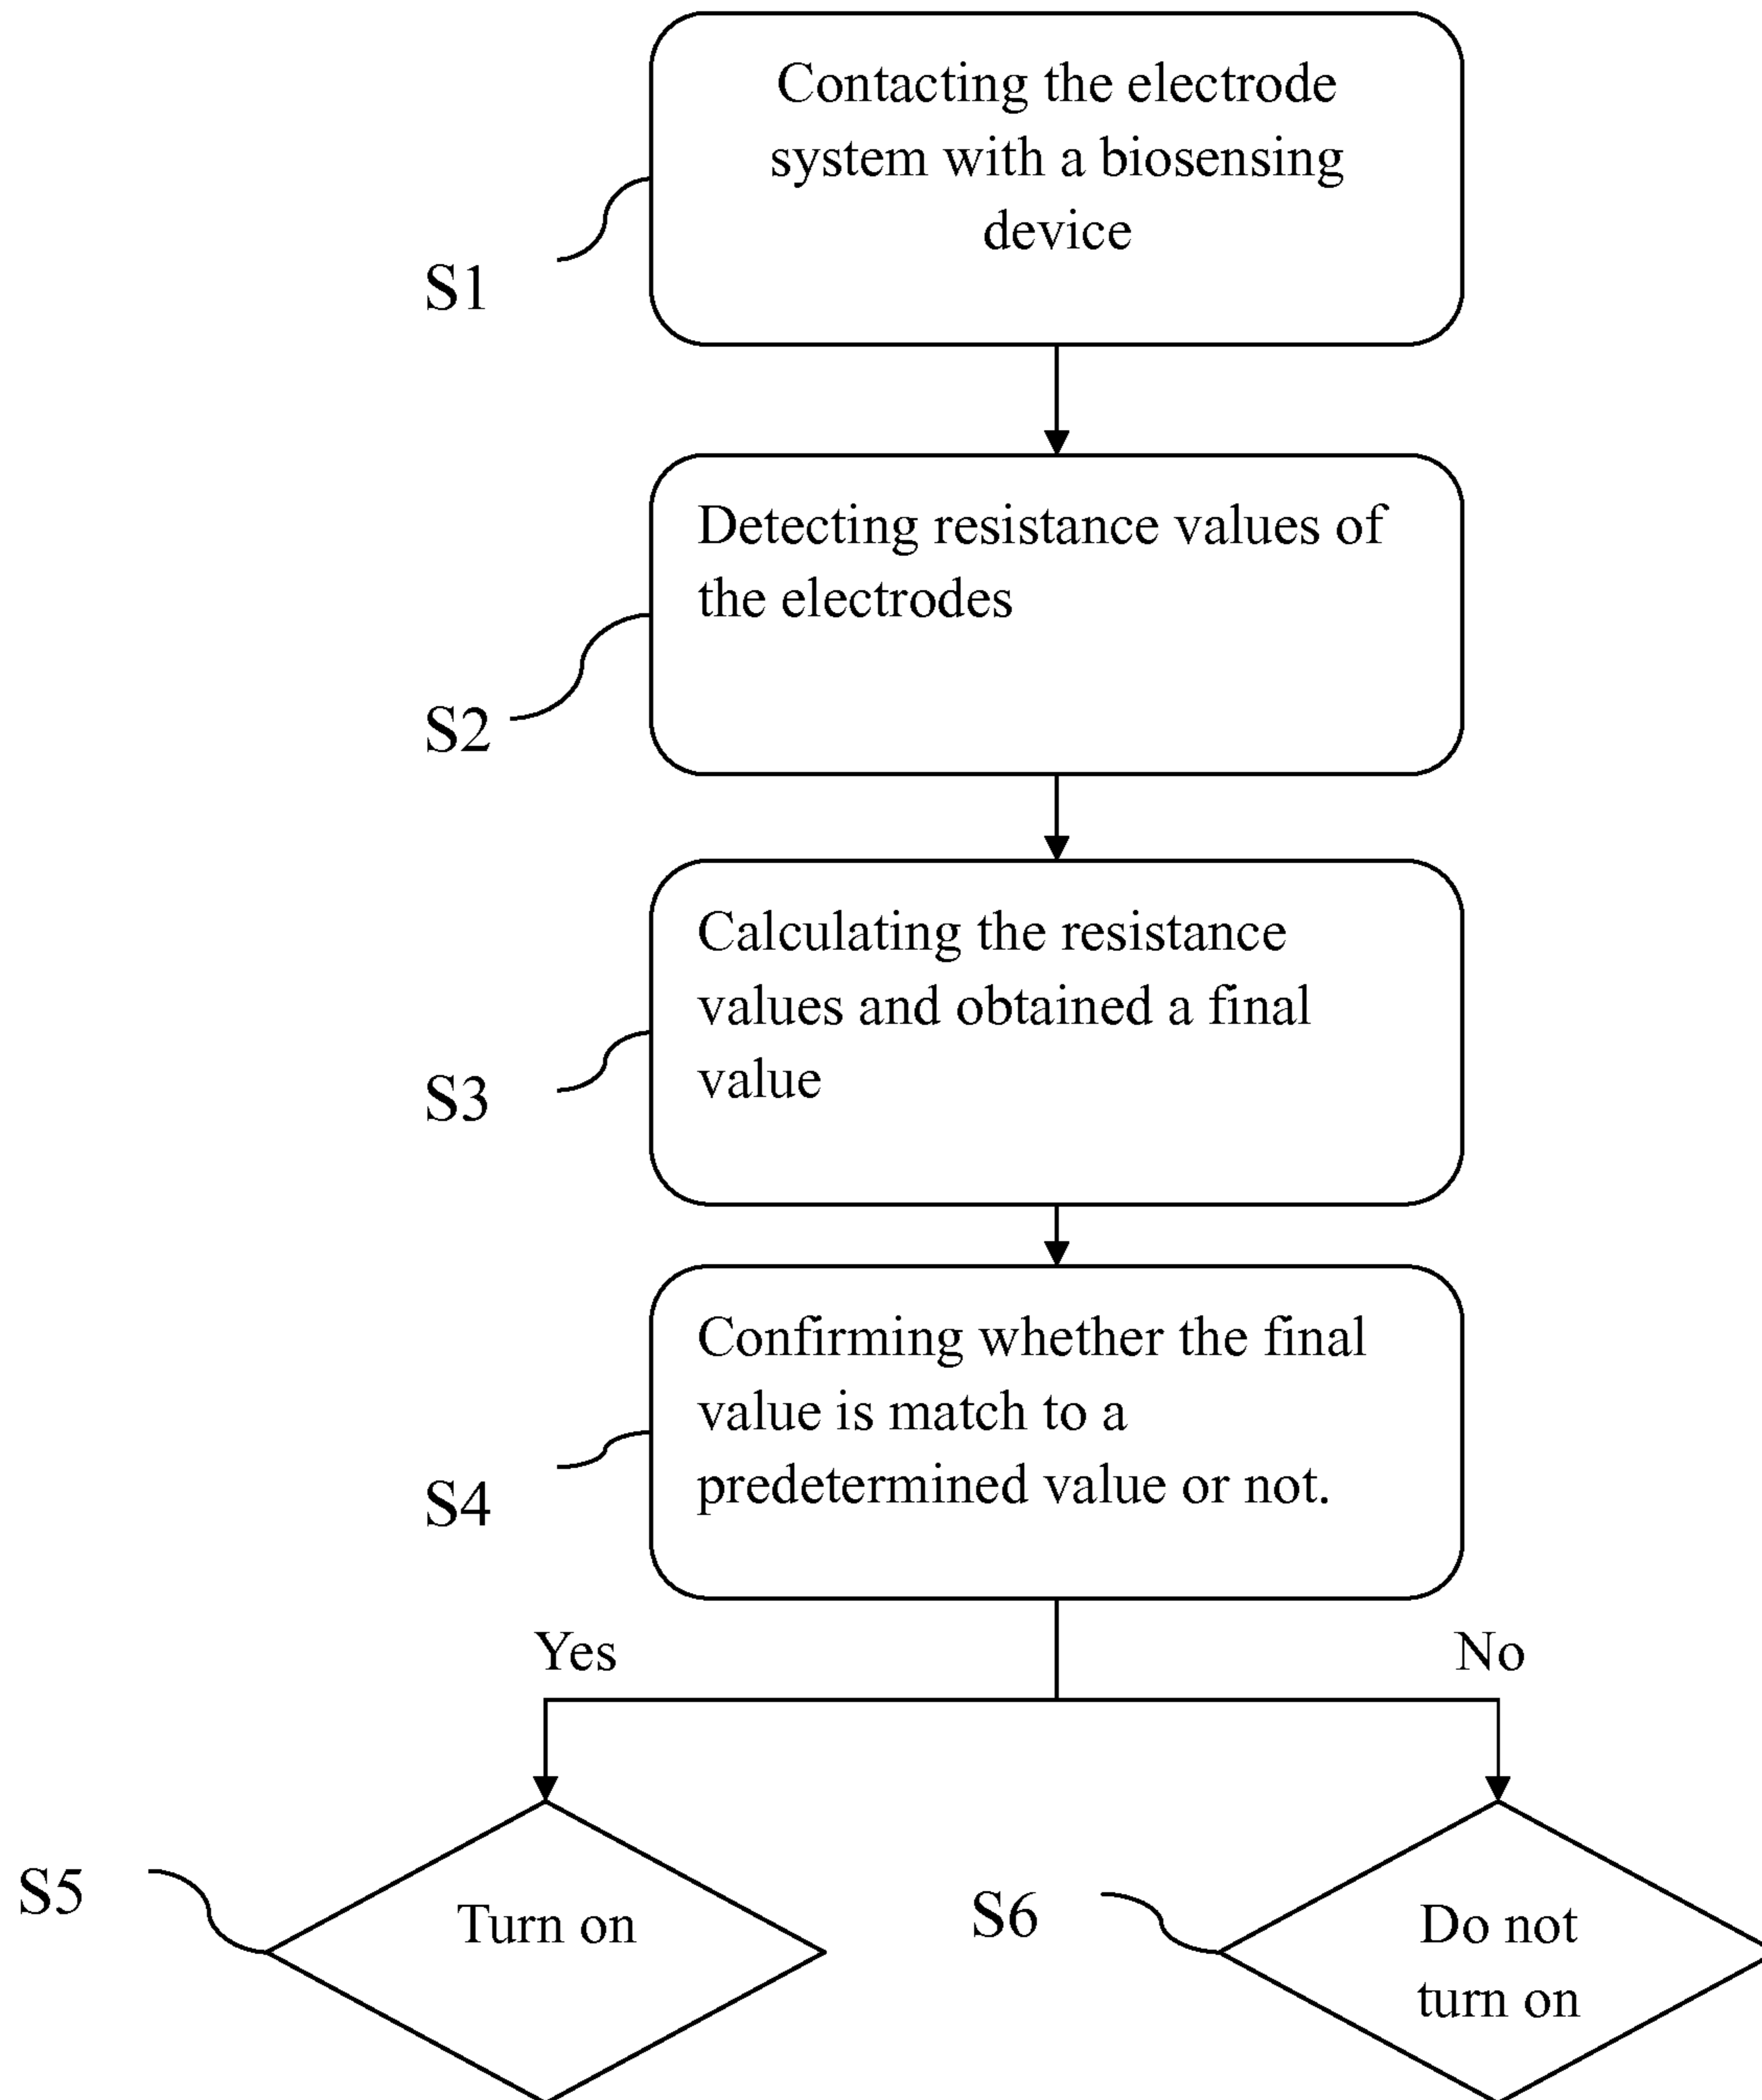 Contacting the electrode
system with a biosensing
device
S1
Detecting resistance values of
the electrodes
S2
Calculating the resistance
values and obtained a final
value
S3
Confirming whether the final
value is match to a
predetermined value or not.
S4
Yes
No
S5
Turn on
S6
Do not
turn on